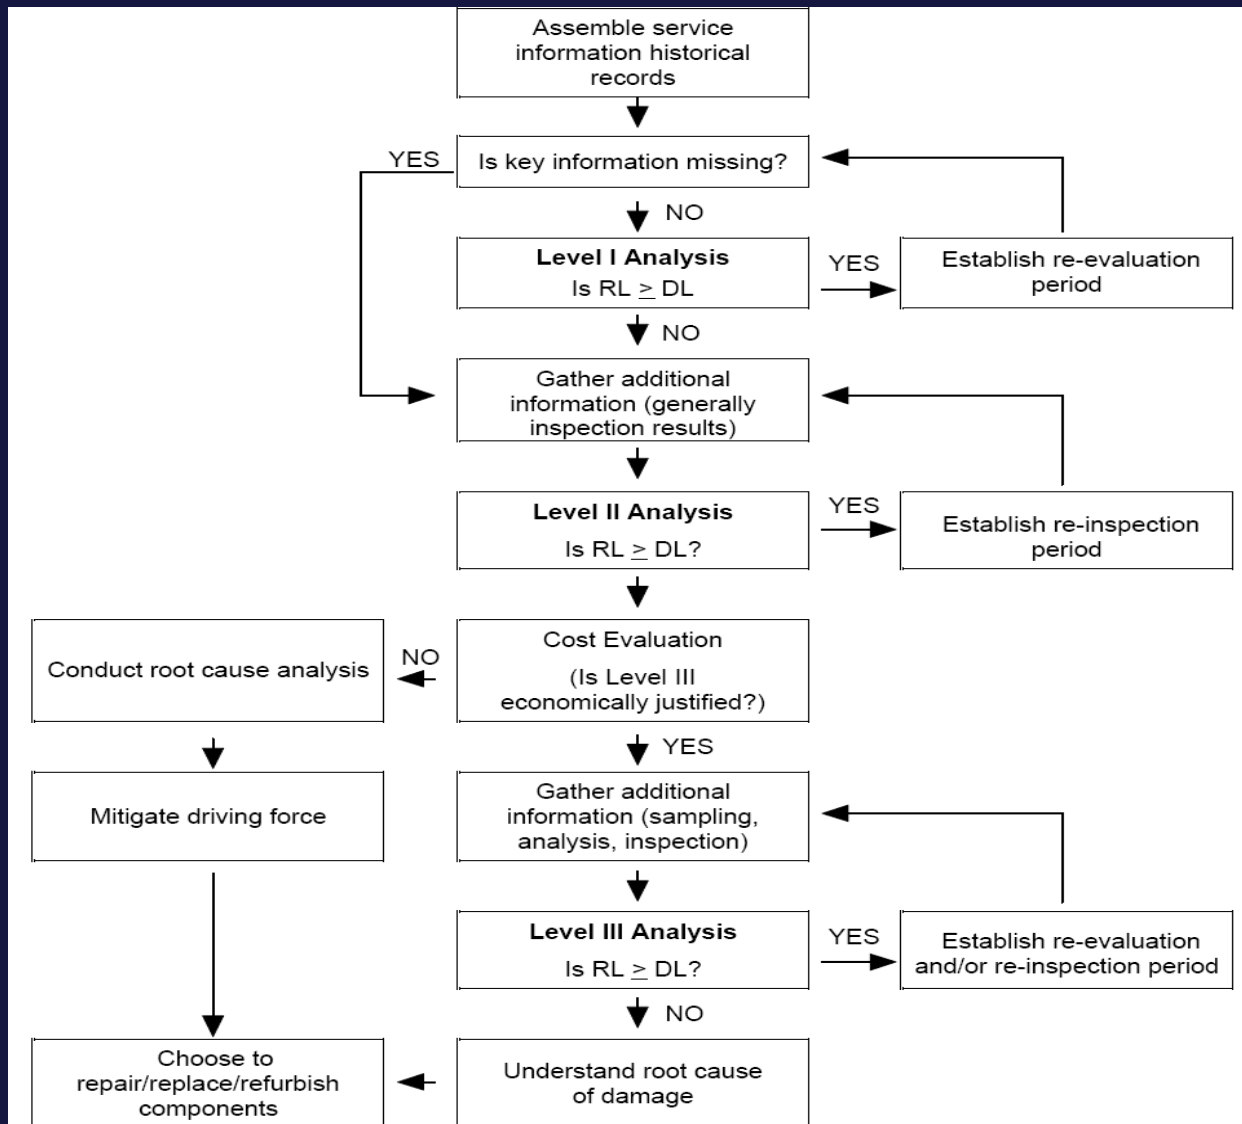 Assemble service
information historical
records
YES
Is key information missing?
NO
Level I Analysis
Is RL ≥ DL
YES
Establish re-evaluation
period
NO
Gather additional
information (generally
inspection results)
Level II Analysis
Is RL ≥ DL?
YES
Establish re-inspection
period
Conduct root cause analysis
NO
Cost Evaluation
(Is Level III
economically justified?)
YES
Mitigate driving force
Gather additional
information (sampling,
analysis, inspection)
Level III Analysis
Is RL ≥ DL?
YES
Establish re-evaluation
and/or re-inspection period
NO
Choose to
repair/replace/refurbish
components
Understand root cause
of damage